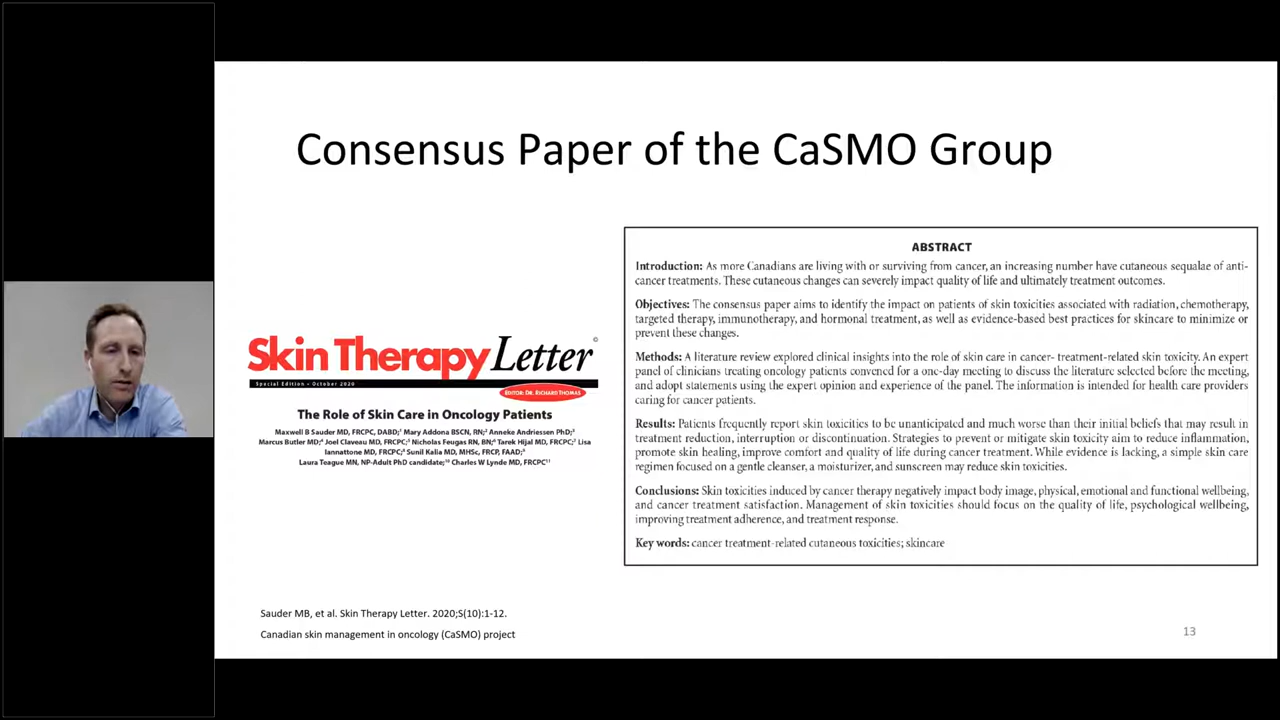 Consensus Paper of the CaSMO Group
Skin Therapy Letter ©
Special Edition • October 2020
EDITOR: DR. RICHARD THOMAS
The Role of Skin Care in Oncology Patients
Maxwell B Sauder MD, FRCPC, DABD;¹ Mary Addona BSCN, RN;² Anneke Andriessen PhD;³
Marcus Butler MD;⁴ Joel Claveau MD, FRCPC;⁵ Nicholas Feugas RN, BN;⁶ Tarek Hijal MD, FRCPC;⁷ Lisa
Iannattone MD, FRCPC;⁸ Sunil Kalia MD, MHSc, FRCP, FAAD;⁹
Laura Teague MN, NP-Adult PhD candidate;¹⁰ Charles W Lynde MD, FRCPC¹¹
ABSTRACT
Introduction: As more Canadians are living with or surviving from cancer, an increasing number have cutaneous sequalae of anti-
cancer treatments. These cutaneous changes can severely impact quality of life and ultimately treatment outcomes.
Objectives: The consensus paper aims to identify the impact on patients of skin toxicities associated with radiation, chemotherapy,
targeted therapy, immunotherapy, and hormonal treatment, as well as evidence-based best practices for skincare to minimize or
prevent these changes.
Methods: A literature review explored clinical insights into the role of skin care in cancer- treatment-related skin toxicity. An expert
panel of clinicians treating oncology patients convened for a one-day meeting to discuss the literature selected before the meeting,
and adopt statements using the expert opinion and experience of the panel. The information is intended for health care providers
caring for cancer patients.
Results: Patients frequently report skin toxicities to be unanticipated and much worse than their initial beliefs that may result in
treatment reduction, interruption or discontinuation. Strategies to prevent or mitigate skin toxicity aim to reduce inflammation,
promote skin healing, improve comfort and quality of life during cancer treatment. While evidence is lacking, a simple skin care
regimen focused on a gentle cleanser, a moisturizer, and sunscreen may reduce skin toxicities.
Conclusions: Skin toxicities induced by cancer therapy negatively impact body image, physical, emotional and functional wellbeing,
and cancer treatment satisfaction. Management of skin toxicities should focus on the quality of life, psychological wellbeing,
improving treatment adherence, and treatment response.
Key words: cancer treatment-related cutaneous toxicities; skincare
Sauder MB, et al. Skin Therapy Letter. 2020;S(10):1-12.
Canadian skin management in oncology (CaSMO) project
13